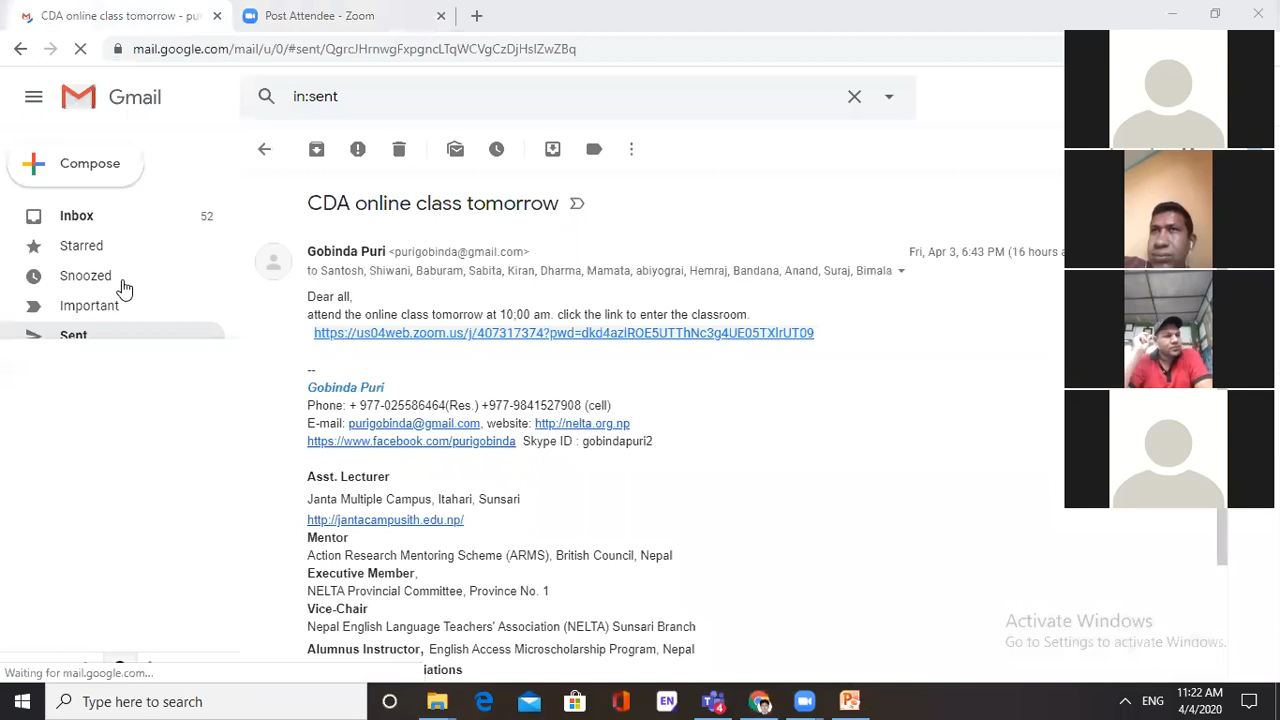 CDA online class tomorrow - pu
Post Attendee - Zoom
mail.google.com/mail/u/0/#sent/QgrcJHrnwgFxpgncLTqWCVgCzDjHsIZwZBq
Gmail
in:sent
Compose
CDA online class tomorrow
Inbox 52
Starred
Snoozed
Important
Sent
Gobinda Puri <purigobinda@gmail.com>
Fri, Apr 3, 6:43 PM (16 hours a
to Santosh, Shiwani, Baburam, Sabita, Kiran, Dharma, Mamata, abiyograi, Hemraj, Bandana, Anand, Suraj, Bimala
Dear all,
attend the online class tomorrow at 10;00 am. click the link to enter the classroom.
https://us04web.zoom.us/j/407317374?pwd=dkd4azlROE5UTThNc3g4UE05TXlrUT09
--
Gobinda Puri
Phone: + 977-025586464(Res.) +977-9841527908 (cell)
E-mail: purigobinda@gmail.com, website: http://nelta.org.np
https://www.facebook.com/purigobinda Skype ID : gobindapuri2
Asst. Lecturer
Janta Multiple Campus, Itahari, Sunsari
http://jantacampusith.edu.np/
Mentor
Action Research Mentoring Scheme (ARMS), British Council, Nepal
Executive Member,
NELTA Provincial Committee, Province No. 1
Vice-Chair
Nepal English Language Teachers' Association (NELTA) Sunsari Branch
Alumnus Instructor, English Access Microscholarship Program, Nepal
iations
Activate Windows
Go to Settings to activate Windows.
Waiting for mail.google.com...
Type here to search
EN
4
ENG
11:22 AM
4/4/2020